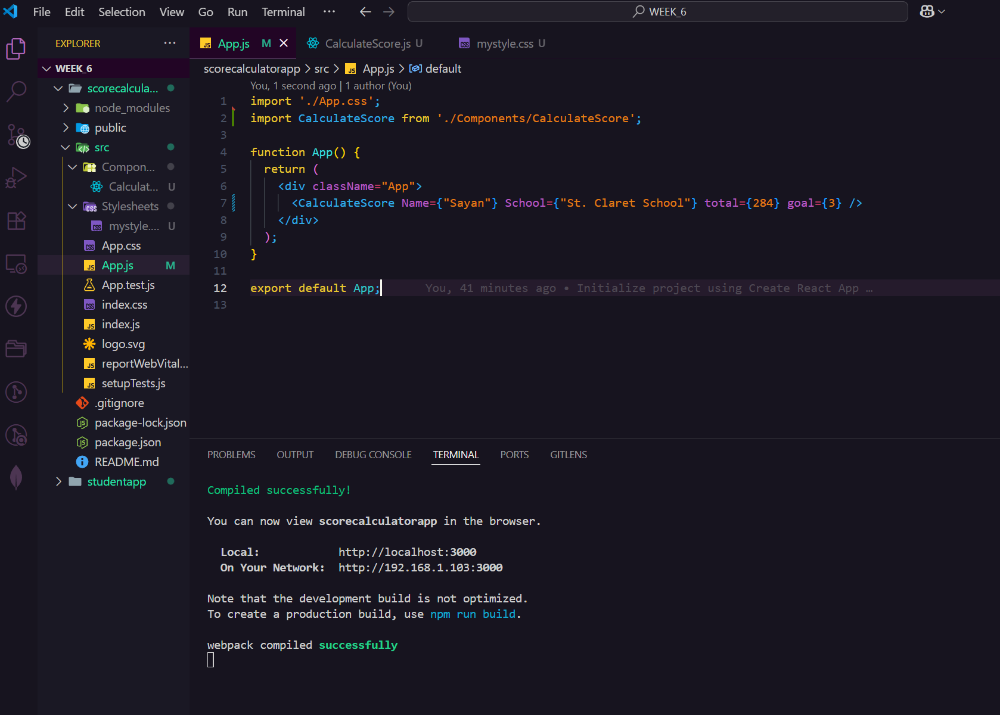 File Edit Selection View Go Run Terminal ··· ← → WEEK_6
EXPLORER ···
WEEK_6
scorecalcula...
node_modules
public
src
Compon...
Calculat... U
Stylesheets
mystyle.... U
App.css
App.js M
App.test.js
index.css
index.js
logo.svg
reportWebVital...
setupTests.js
.gitignore
package-lock.json
package.json
README.md
studentapp
App.js M CalculateScore.js U mystyle.css U
scorecalculatorapp > src > App.js > default
You, 1 second ago | 1 author (You)
1 import './App.css';
2 import CalculateScore from './Components/CalculateScore';
3
4 function App() {
5 return (
6 <div className="App">
7 <CalculateScore Name={"Sayan"} School={"St. Claret School"} total={284} goal={3} />
8 </div>
9 );
10 }
11
12 export default App; You, 41 minutes ago • Initialize project using Create React App …
13
PROBLEMS OUTPUT DEBUG CONSOLE TERMINAL PORTS GITLENS
Compiled successfully!
You can now view scorecalculatorapp in the browser.
Local: http://localhost:3000
On Your Network: http://192.168.1.103:3000
Note that the development build is not optimized.
To create a production build, use npm run build.
webpack compiled successfully